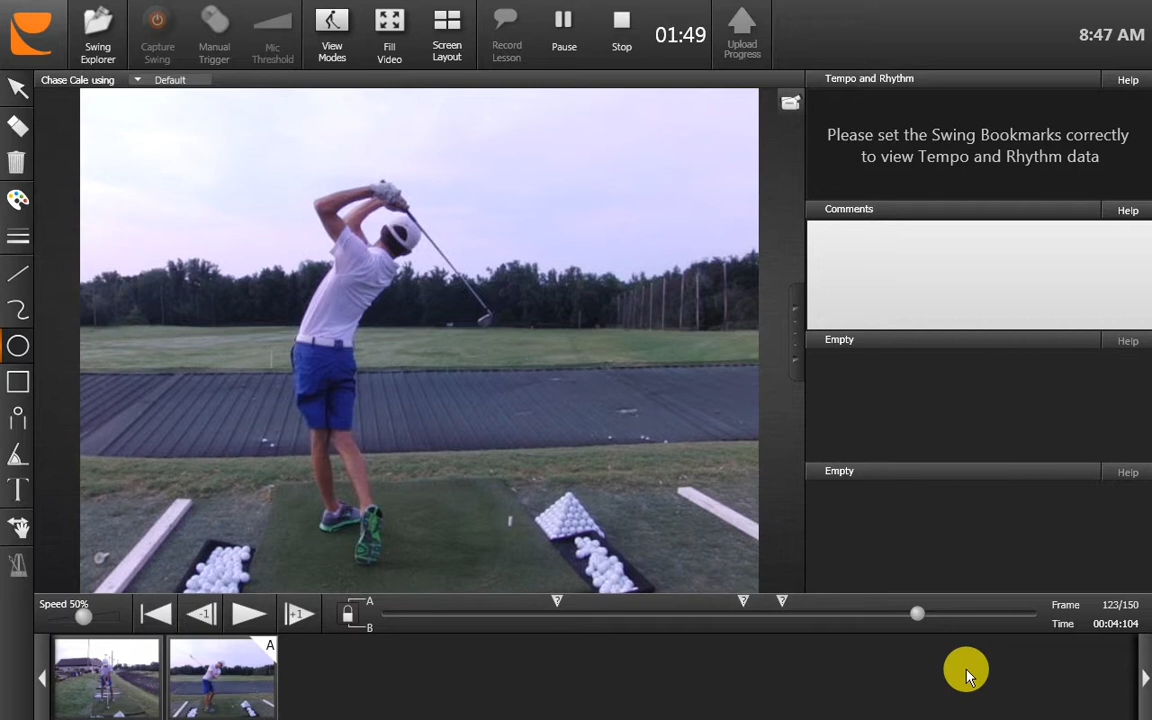 Swing Explorer
Capture Swing
Manual Trigger
Mic Threshold
View Modes
Fill Video
Screen Layout
Record Lesson
Pause
Stop
01:49
Upload Progress
8:47 AM
Chase Cale using
Default
Tempo and Rhythm
Help
Please set the Swing Bookmarks correctly
to view Tempo and Rhythm data
Comments
Help
Empty
Help
Empty
Help
T
Speed 50%
-1
+1
A
B
?
?
?
Frame 123/150
Time 00:04:104
A